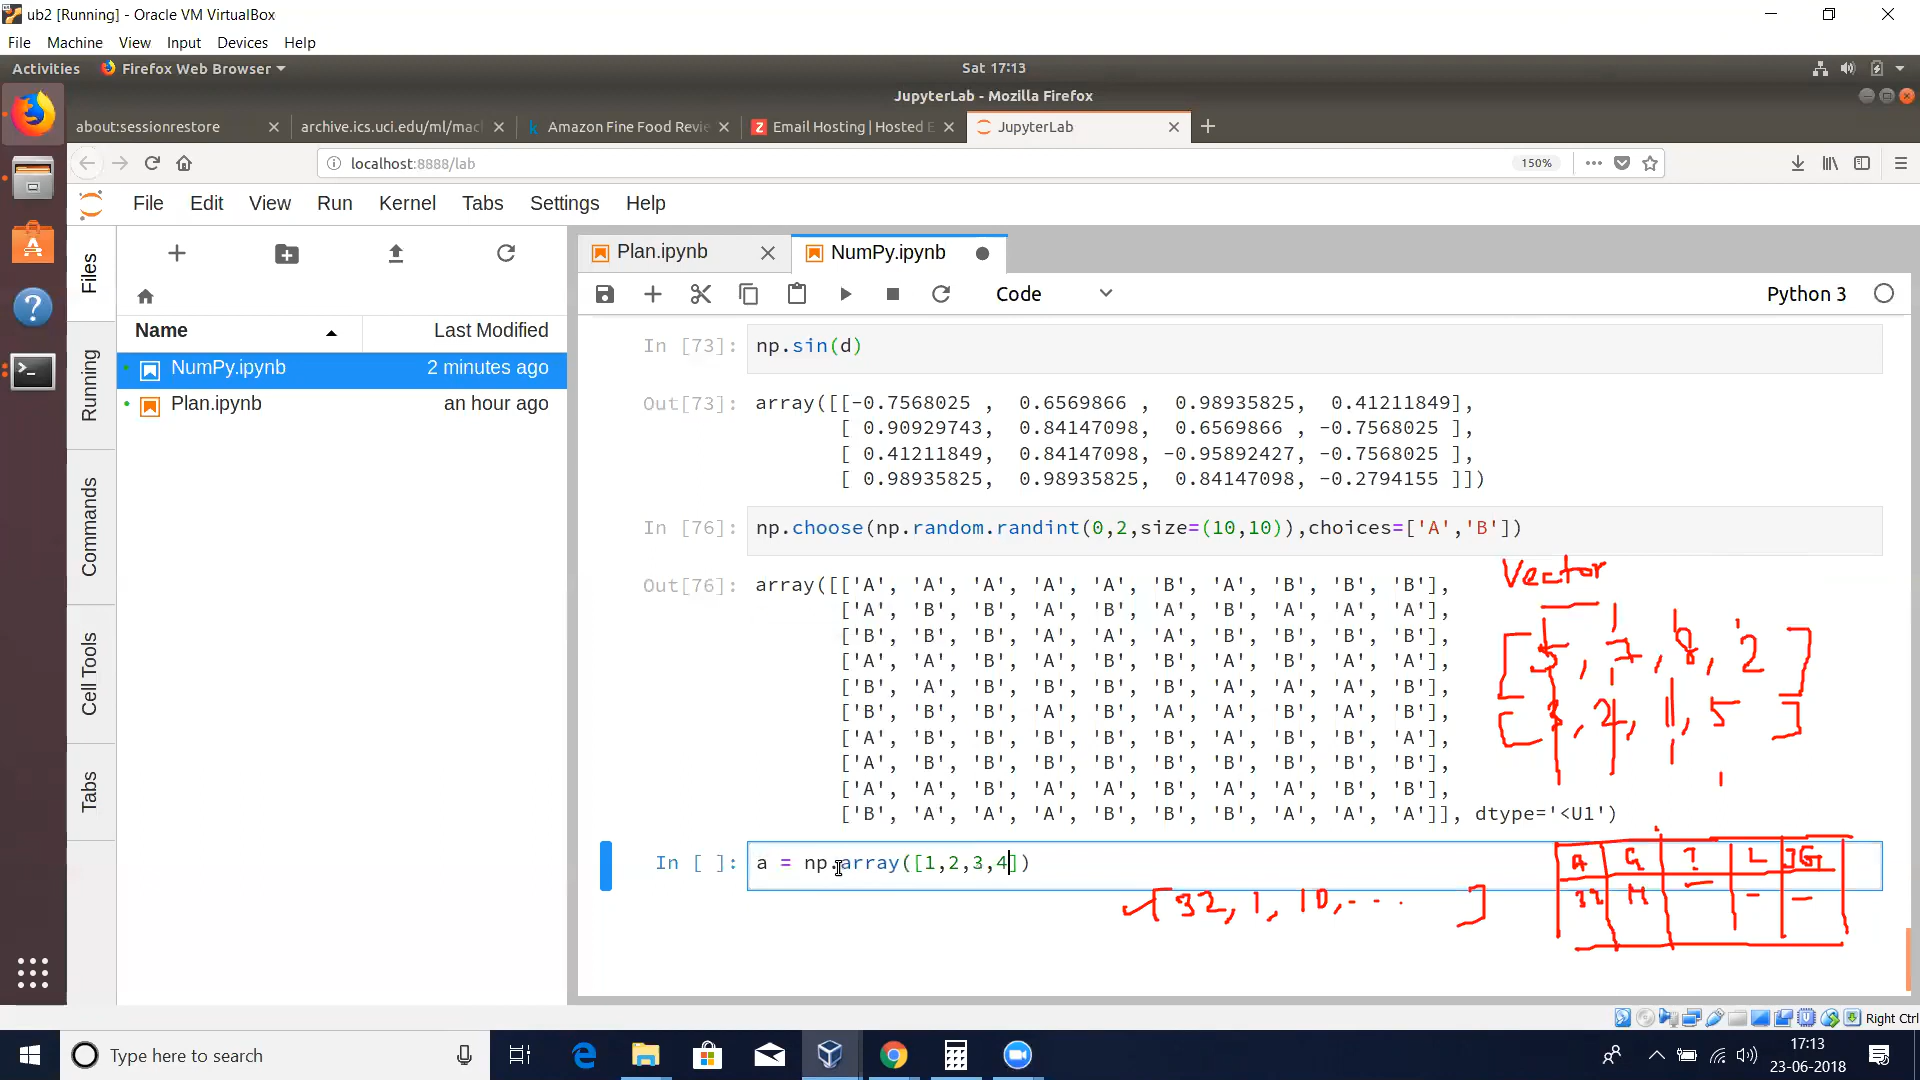 ub2 [Running] - Oracle VM VirtualBox
File Machine View Input Devices Help
Activities Firefox Web Browser Sat 17:13
JupyterLab - Mozilla Firefox
about:sessionrestore archive.ics.uci.edu/ml/mac Amazon Fine Food Revie Email Hosting | Hosted E JupyterLab
localhost:8888/lab 150%
File Edit View Run Kernel Tabs Settings Help
Files
Running
Commands
Cell Tools
Tabs
Name Last Modified
NumPy.ipynb 2 minutes ago
Plan.ipynb an hour ago
Plan.ipynb NumPy.ipynb
Code Python 3
In [73]: np.sin(d)
Out[73]: array([[-0.7568025 , 0.6569866 , 0.98935825, 0.41211849],
[ 0.90929743, 0.84147098, 0.6569866 , -0.7568025 ],
[ 0.41211849, 0.84147098, -0.95892427, -0.7568025 ],
[ 0.98935825, 0.98935825, 0.84147098, -0.2794155 ]])
In [76]: np.choose(np.random.randint(0,2,size=(10,10)),choices=['A','B'])
Out[76]: array([['A', 'A', 'A', 'A', 'A', 'B', 'A', 'B', 'B', 'B'],
['A', 'B', 'B', 'A', 'B', 'A', 'B', 'A', 'A', 'A'],
['B', 'B', 'B', 'A', 'A', 'A', 'B', 'B', 'B', 'B'],
['A', 'A', 'B', 'A', 'B', 'B', 'A', 'B', 'A', 'A'],
['B', 'A', 'B', 'B', 'B', 'B', 'A', 'A', 'A', 'B'],
['B', 'B', 'B', 'A', 'B', 'A', 'A', 'B', 'A', 'B'],
['A', 'B', 'B', 'B', 'B', 'B', 'A', 'B', 'B', 'A'],
['A', 'B', 'B', 'B', 'B', 'B', 'A', 'B', 'B', 'B'],
['A', 'A', 'B', 'A', 'A', 'B', 'A', 'A', 'B', 'B'],
['B', 'A', 'A', 'A', 'B', 'B', 'B', 'A', 'A', 'A']], dtype='<U1')
Vector
[5, 7, 8, 2]
In [ ]: a = np.array([1,2,3,4])
[32, 1, 10, --- ]
Right Ctrl
Type here to search
17:13
23-06-2018